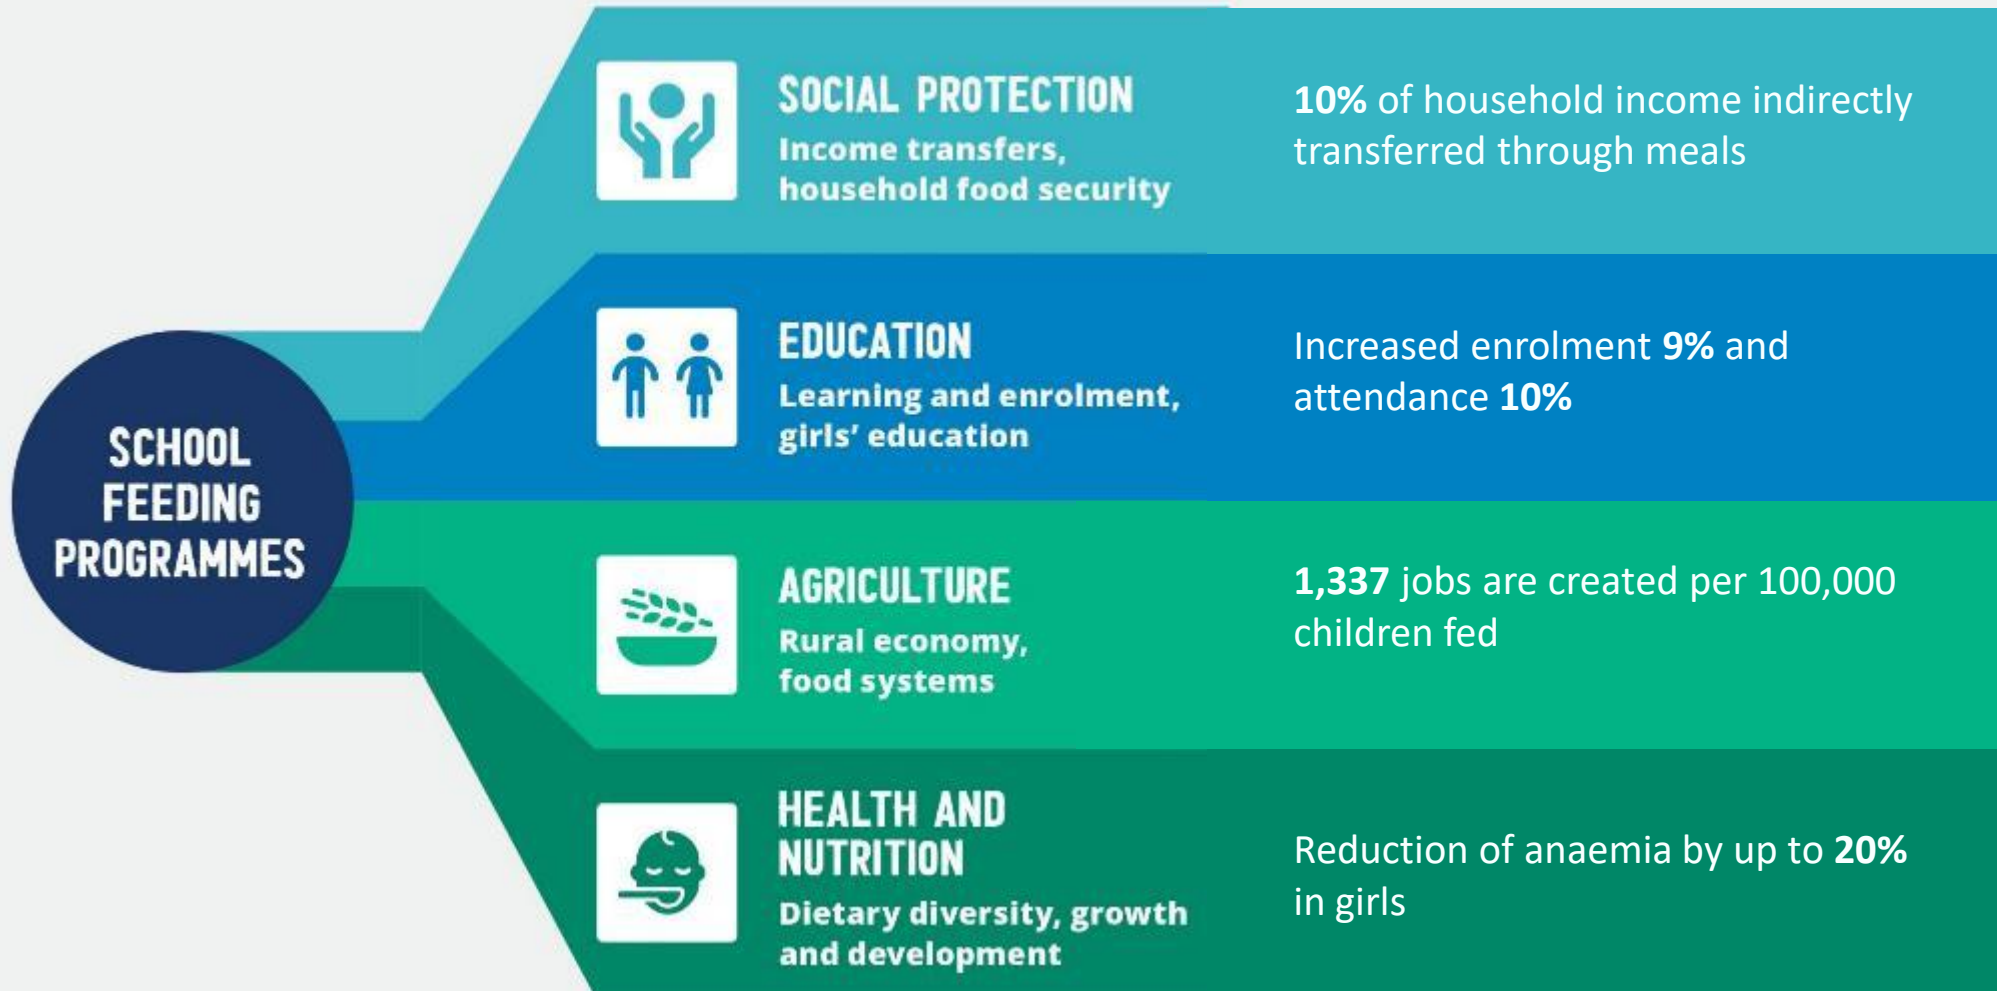 SCHOOL
FEEDING
PROGRAMMES
SOCIAL PROTECTION
Income transfers,
household food security
10% of household income indirectly
transferred through meals
EDUCATION
Learning and enrolment,
girls’ education
Increased enrolment 9% and
attendance 10%
AGRICULTURE
Rural economy,
food systems
1,337 jobs are created per 100,000
children fed
HEALTH AND
NUTRITION
Dietary diversity, growth
and development
Reduction of anaemia by up to 20%
in girls